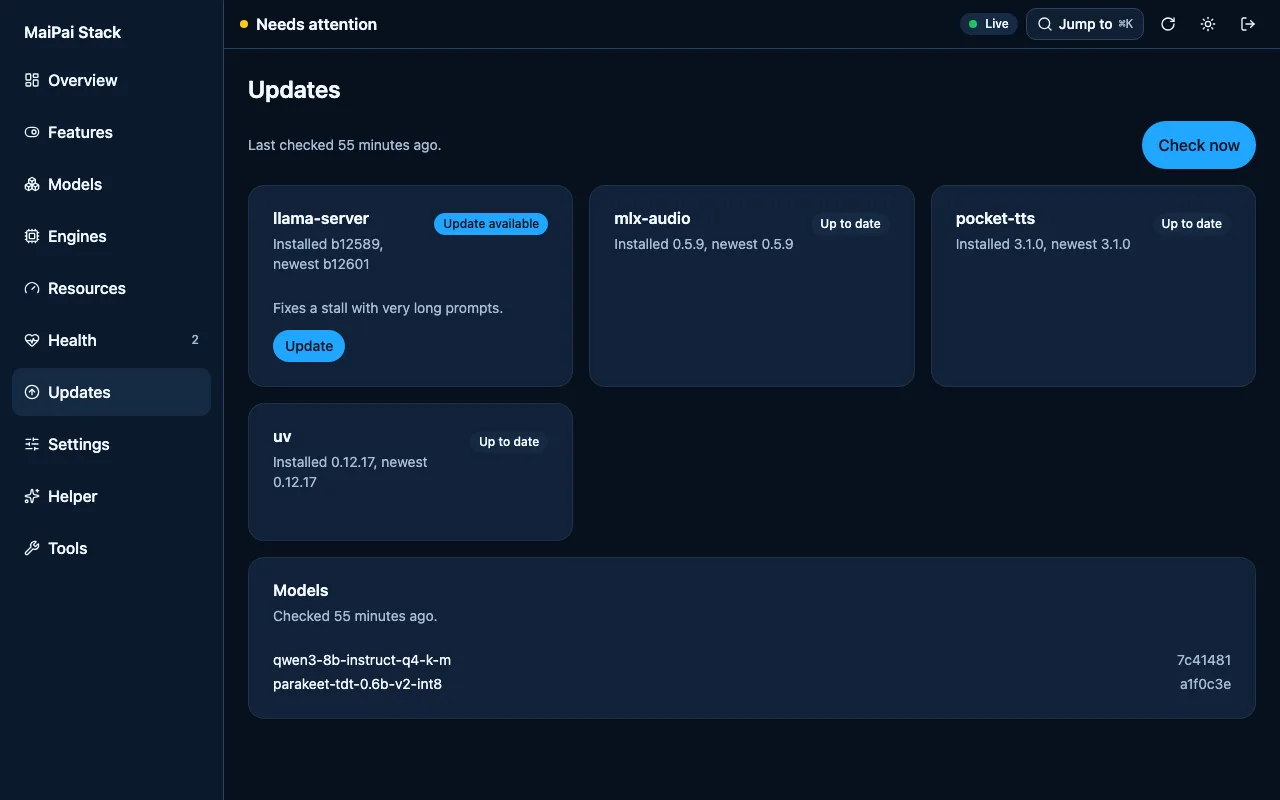 MaiPai Stack
Overview
Features
Models
Engines
Resources
Health 2
Updates
Settings
Helper
Tools
Needs attention
Live
Jump to ⌘K
Updates
Last checked 55 minutes ago.
Check now
llama-server
Update available
Installed b12589,
newest b12601
Fixes a stall with very long prompts.
Update
mlx-audio
Up to date
Installed 0.5.9, newest 0.5.9
pocket-tts
Up to date
Installed 3.1.0, newest 3.1.0
uv
Up to date
Installed 0.12.17, newest
0.12.17
Models
Checked 55 minutes ago.
qwen3-8b-instruct-q4-k-m 7c41481
parakeet-tdt-0.6b-v2-int8 a1f0c3e